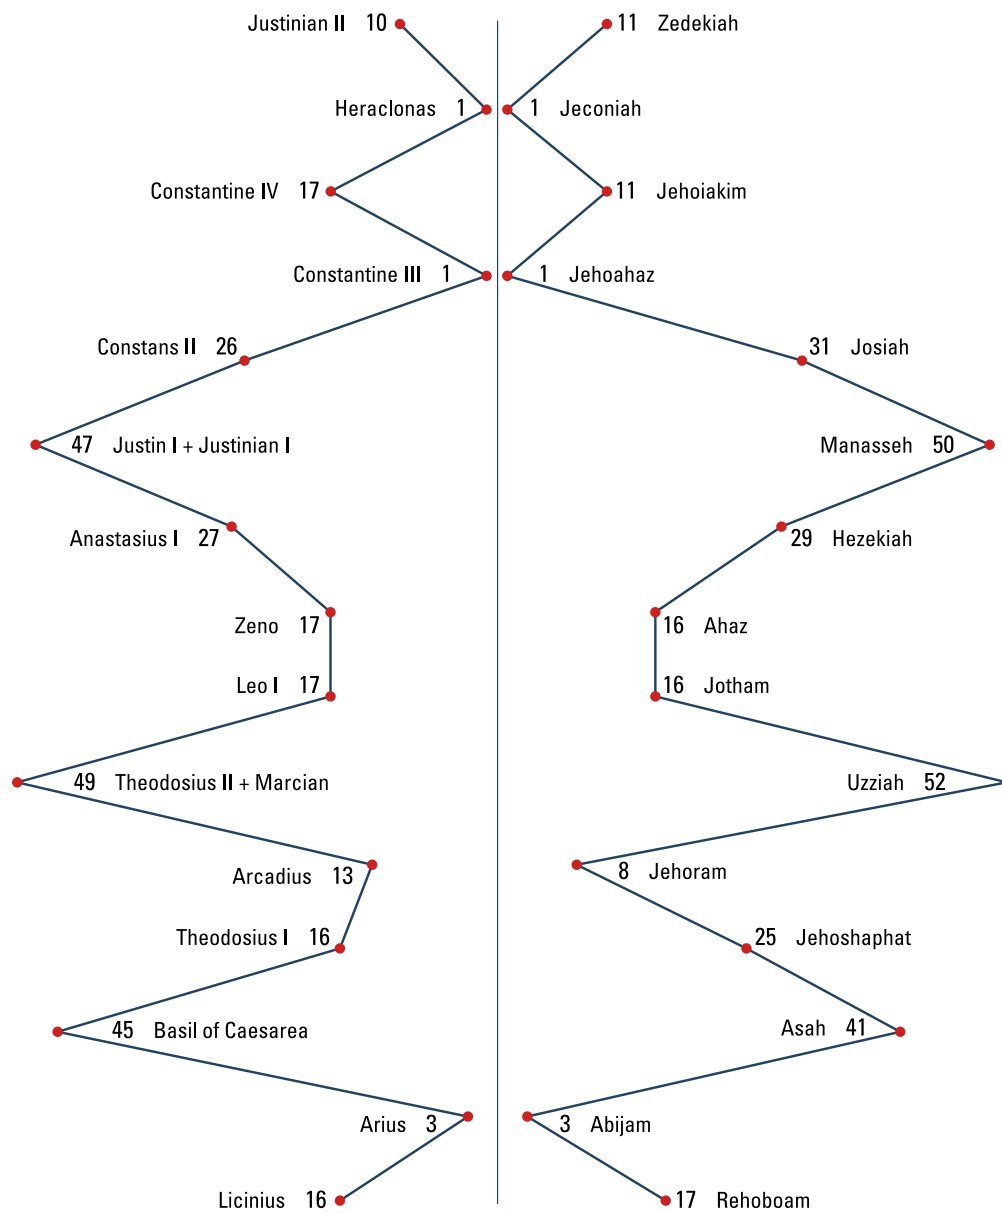 Justinian II 10 11 Zedekiah
Heraclonas 1 1 Jeconiah
Constantine IV 17 11 Jehoiakim
Constantine III 1 1 Jehoahaz
Constans II 26 31 Josiah
47 Justin I + Justinian I Manasseh 50
Anastasius I 27 29 Hezekiah
Zeno 17 16 Ahaz
Leo I 17 16 Jotham
49 Theodosius II + Marcian Uzziah 52
Arcadius 13 8 Jehoram
Theodosius I 16 25 Jehoshaphat
45 Basil of Caesarea Asah 41
Arius 3 3 Abijam
Licinius 16 17 Rehoboam